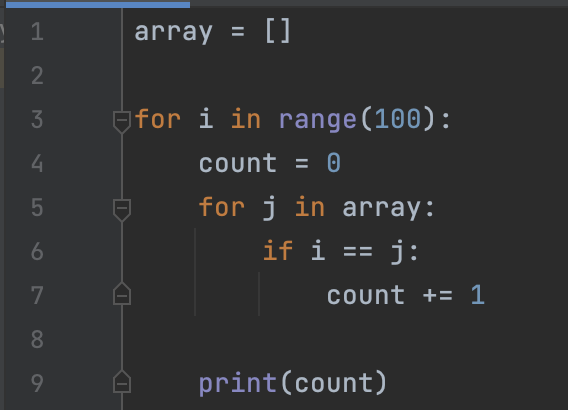 1 array = []
2
3 for i in range(100):
4     count = 0
5     for j in array:
6         if i == j:
7             count += 1
8
9     print(count)